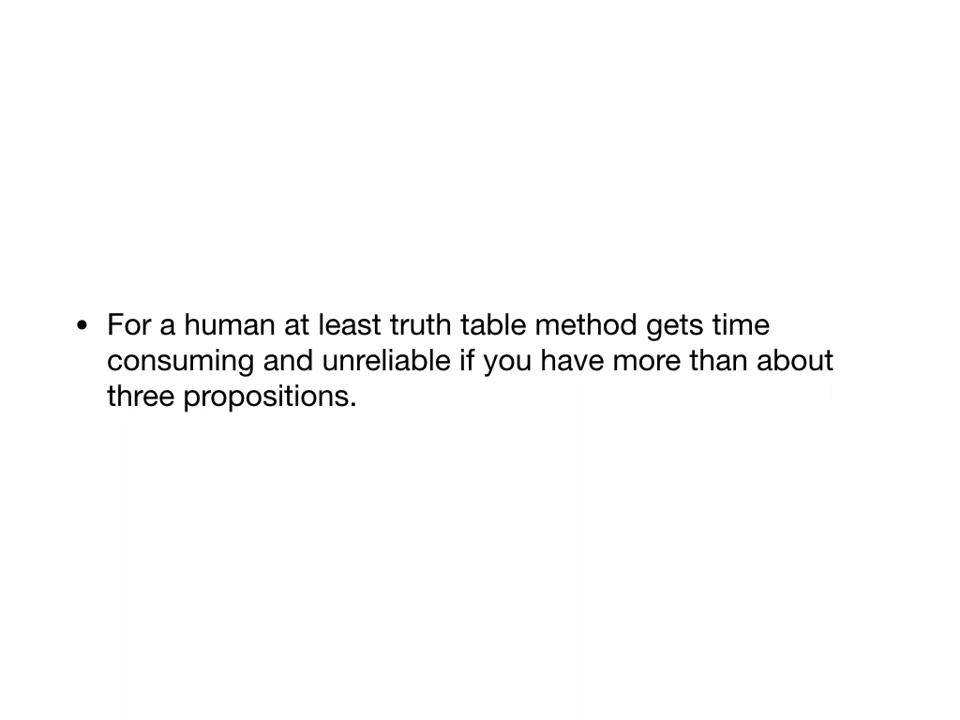 • For a human at least truth table method gets time
consuming and unreliable if you have more than about
three propositions.